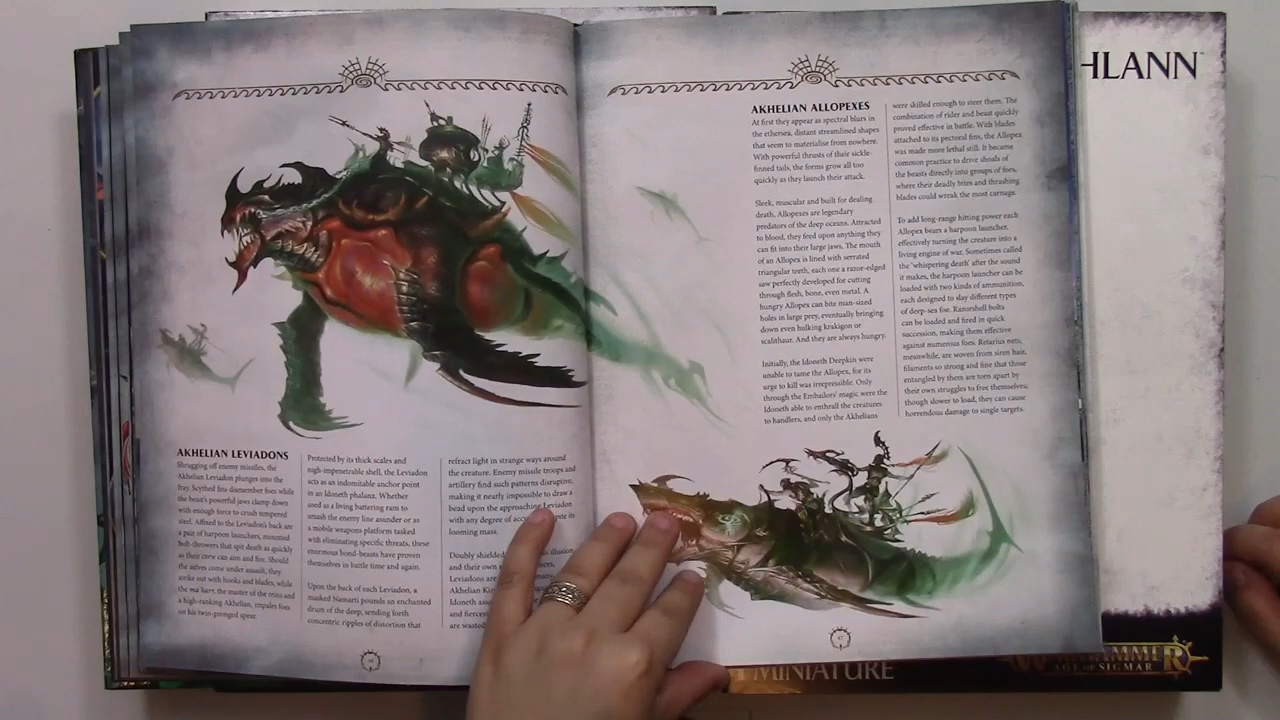 AKHELIAN LEVIADONS
Shrugging off enemy missiles, the
Akhelian Leviadon plunges into the
fray. Scythed fins dismember foes while
the beast's powerful jaws clamp down
with enough force to crush tempered
steel. Affixed to the Leviadon's back are
a pair of harpoon launchers, mounted
bolt-throwers that spit death as quickly
as their crew can aim and fire. Should
the aelves come under assault, they
strike out with hooks and blades, while
the ma'harr, the master of the reins and
a high-ranking Akhelian, impales foes
on his twin-pronged spear.
Protected by its thick scales and
nigh-impenetrable shell, the Leviadon
acts as an indomitable anchor point
in an Idoneth phalanx. Whether
used as a living battering ram to
smash the enemy line asunder or as
a mobile weapons platform tasked
with eliminating specific threats, these
enormous bond-beasts have proven
themselves in battle time and again.
Upon the back of each Leviadon, a
masked Namarti pounds an enchanted
drum of the deep, sending forth
concentric ripples of distortion that
refract light in strange ways around
the creature. Enemy missile troops and
artillery find such patterns disruptive,
making it nearly impossible to draw a
bead upon the approaching Leviadon
with any degree of its
looming mass.
Doubly shielded illusion
and their own
Leviadons are many
Akhelian
Idoneth
and
are wasted
AKHELIAN ALLOPEXES
At first they appear as spectral blurs in
the ethersea, distant streamlined shapes
that seem to materialise from nowhere.
With powerful thrusts of their sickle-
finned tails, the forms grow all too
quickly as they launch their attack.
Sleek, muscular and built for dealing
death, Allopexes are legendary
predators of the deep oceans. Attracted
to blood, they feed upon anything they
can fit into their large jaws. The mouth
of an Allopex is lined with serrated
triangular teeth, each one a razor-edged
saw perfectly developed for cutting
through flesh, bone, even metal. A
hungry Allopex can bite man-sized
holes in large prey, eventually bringing
down even hulking krakigon or
scalithaur. And they are always hungry.
Initially, the Idoneth Deepkin were
unable to tame the Allopex, for its
urge to kill was irrepressible. Only
through the Embailors' magic were the
Idoneth able to enthrall the creatures
to handlers, and only the Akhelians
were skilled enough to steer them. The
combination of rider and beast quickly
proved effective in battle. With blades
attached to its pectoral fins, the Allopex
was made more lethal still. It became
common practice to drive shoals of
the beasts directly into groups of foes,
where their deadly bites and thrashing
blades could wreak the most carnage.
To add long-range hitting power each
Allopex bears a harpoon launcher,
effectively turning the creature into a
living engine of war. Sometimes called
the 'whispering death' after the sound
it makes, the harpoon launcher can be
loaded with two kinds of ammunition,
each designed to slay different types
of deep-sea foe. Razorshell bolts
can be loaded and fired in quick
succession, making them effective
against numerous foes. Retarius nets,
meanwhile, are woven from siren hair,
filaments so strong and fine that those
entangled by them are torn apart by
their own struggles to free themselves;
though slower to load, they can cause
horrendous damage to single targets.
47
HLANN™
MINIATURE
WARHAMMER
AGE OF SIGMAR